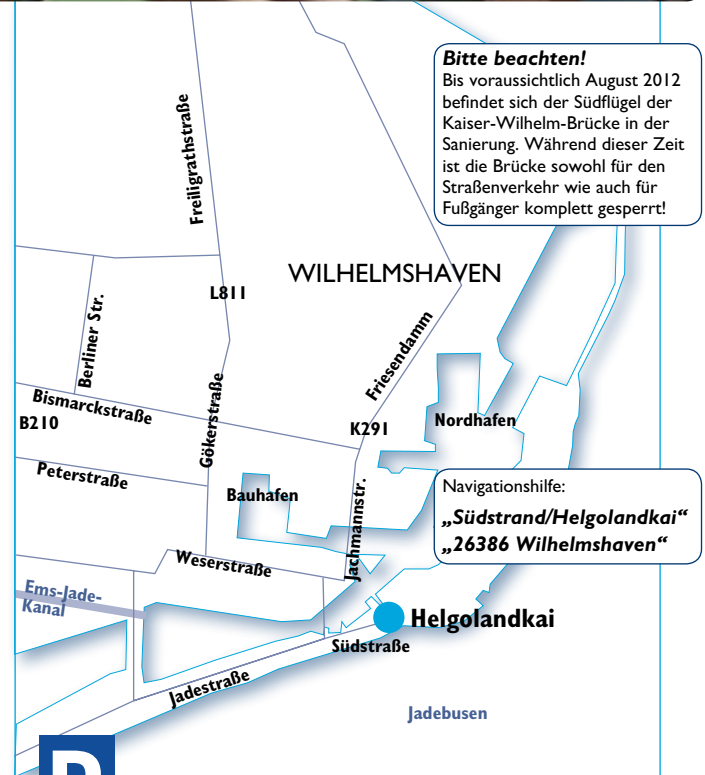 Bitte beachten!
Bis voraussichtlich August 2012
befindet sich der Südflügel der
Kaiser-Wilhelm-Brücke in der
Sanierung. Während dieser Zeit
ist die Brücke sowohl für den
Straßenverkehr wie auch für
Fußgänger komplett gesperrt!
Freiligrathstraße
WILHELMSHAVEN
L811
Berliner Str.
Friesendamm
Bismarckstraße
B210
Gökerstraße
K291
Nordhafen
Peterstraße
Bauhafen
Jachmannstr.
Navigationshilfe:
„Südstrand/Helgolandkai“
„26386 Wilhelmshaven“
Weserstraße
Ems-Jade-
Kanal
Helgolandkai
Südstraße
Jadestraße
Jadebusen